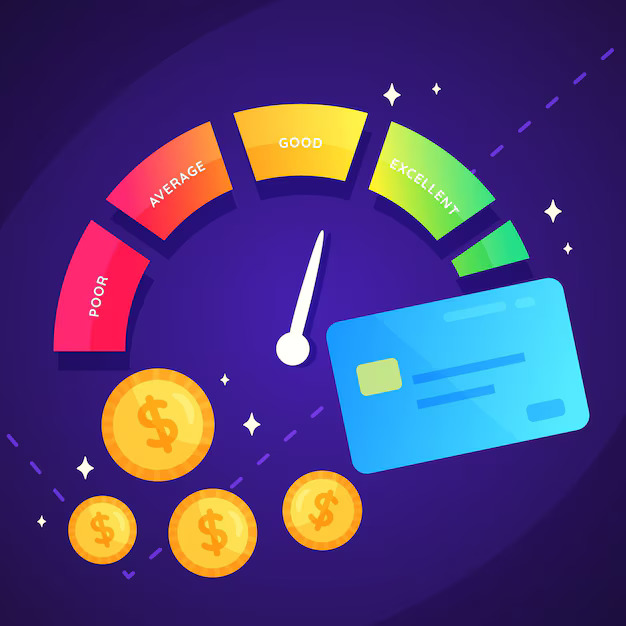 POOR
AVERAGE
GOOD
EXCELLENT
$
$
$
$